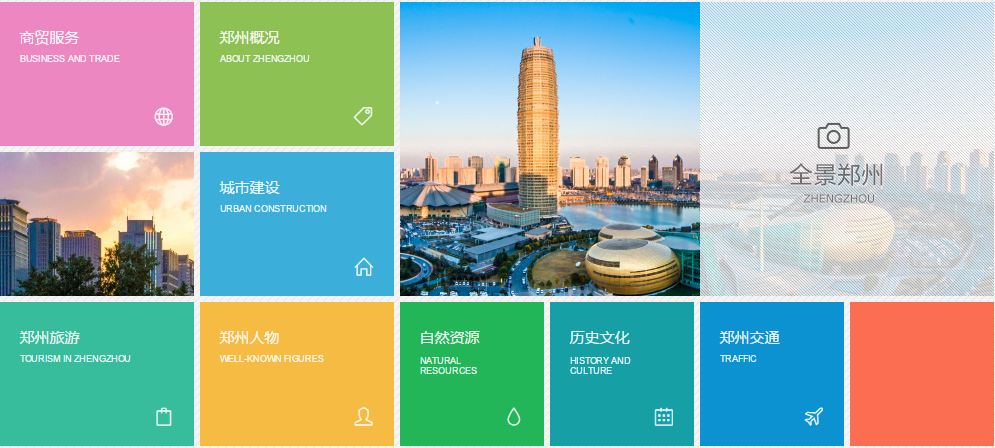 商贸服务
BUSINESS AND TRADE
郑州概况
ABOUT ZHENGZHOU
城市建设
URBAN CONSTRUCTION
全景郑州
ZHENGZHOU
郑州旅游
TOURISM IN ZHENGZHOU
郑州人物
WELL-KNOWN FIGURES
自然资源
NATURAL
RESOURCES
历史文化
HISTORY AND
CULTURE
郑州交通
TRAFFIC